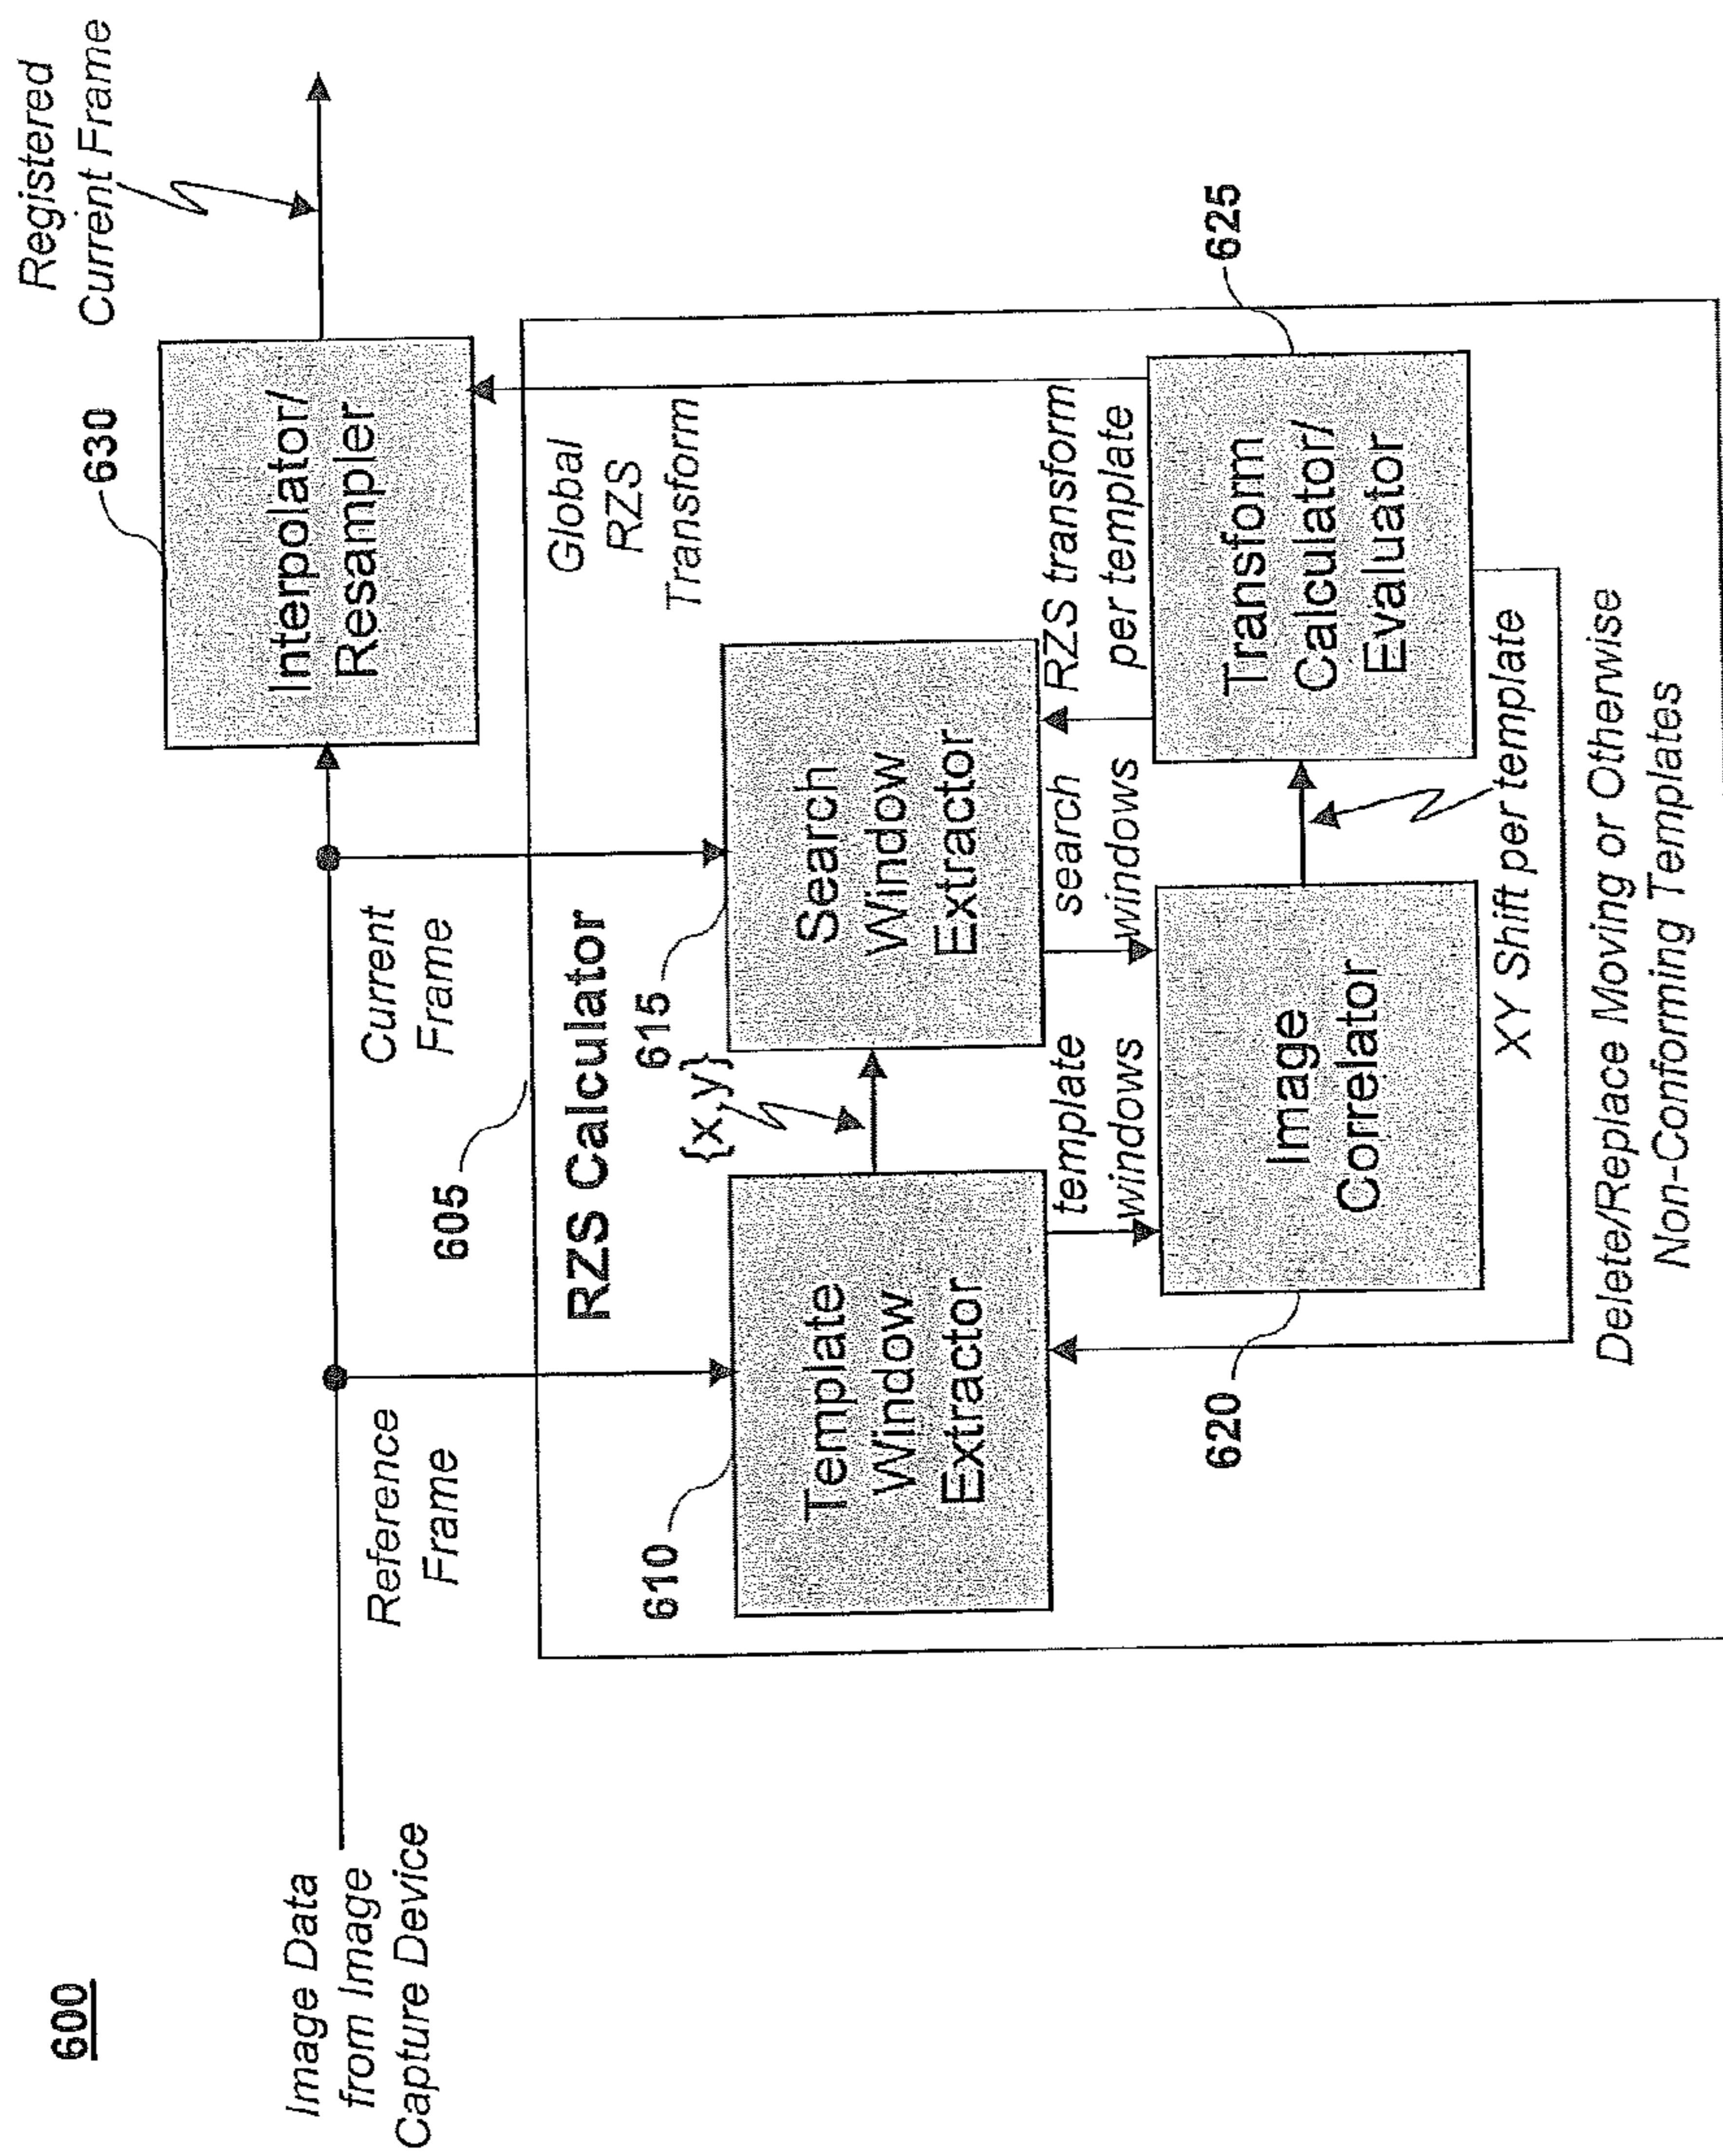 600
Image Data
from Image
Capture Device
Reference
Frame
Current
Frame
630
Interpolator/
Resampler
Registered
Current Frame
605
RZS Calculator
Global
RZS
Transform
610
Template
Window
Extractor
{x,y}
615
Search
Window
Extractor
template
windows
search
windows
RZS transform
per template
625
620
Image
Correlator
Transform
Calculator/
Evaluator
XY Shift per template
Delete/Replace Moving or Otherwise
Non-Conforming Templates